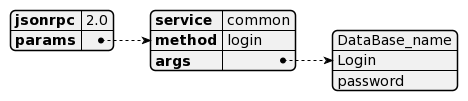 jsonrpc 2.0
params
service common
method login
args
DataBase_name
Login
password